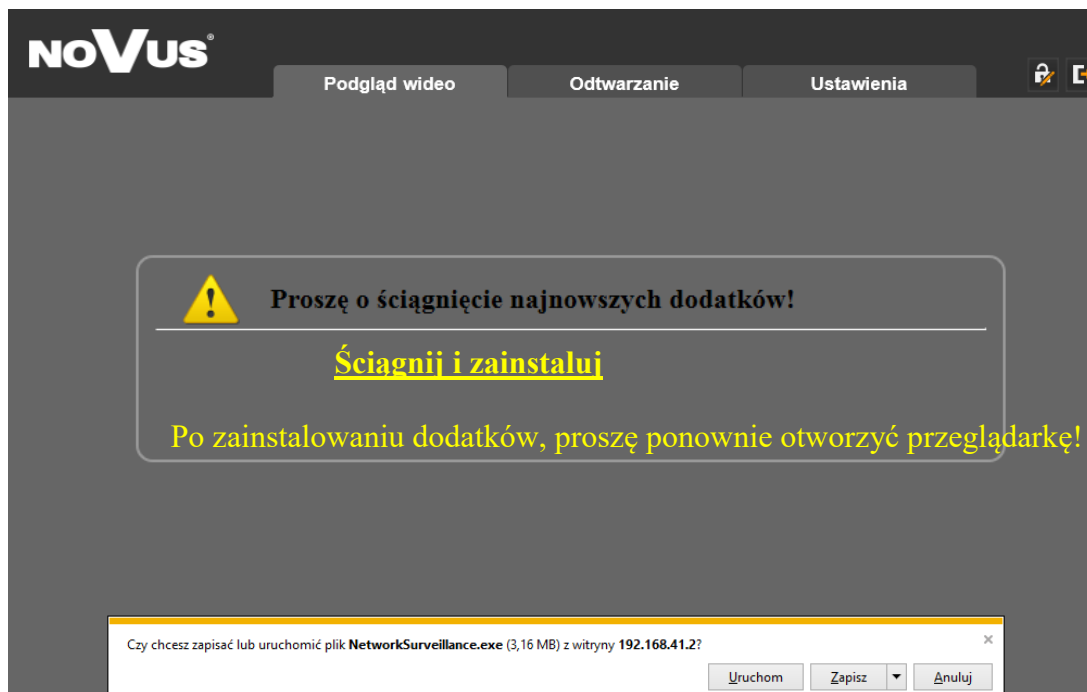 NOVUS®
Podgląd wideo Odtwarzanie Ustawienia
Proszę o ściągnięcie najnowszych dodatków!
Ściągnij i zainstaluj
Po zainstalowaniu dodatków, proszę ponownie otworzyć przeglądarkę!
Czy chcesz zapisać lub uruchomić plik NetworkSurveillance.exe (3,16 MB) z witryny 192.168.41.2?
Uruchom Zapisz Anuluj